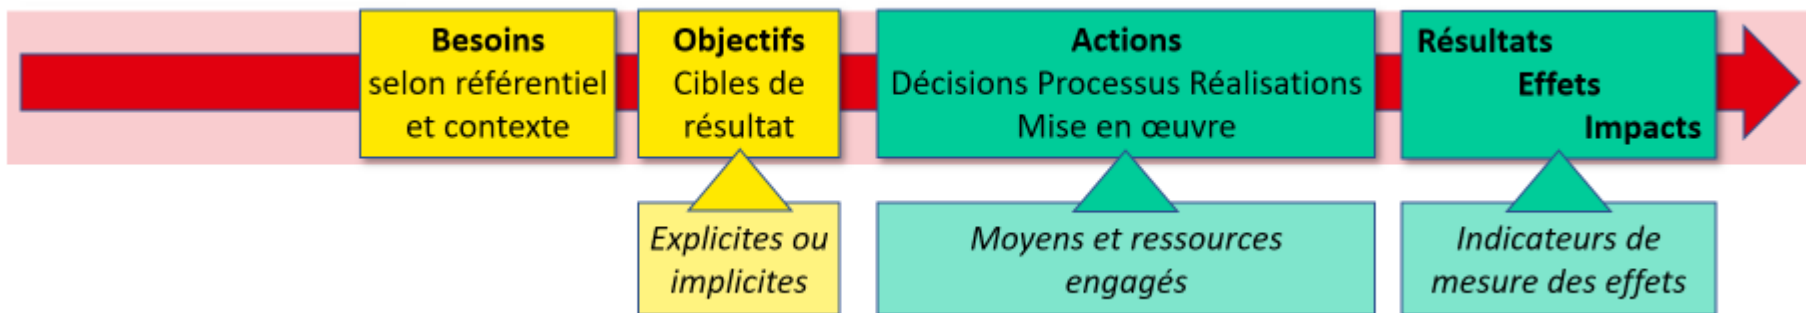 Besoins
selon référentiel
et contexte
Objectifs
Cibles de
résultat
Actions
Décisions Processus Réalisations
Mise en œuvre
Résultats
Effets
Impacts
Explicites ou
implicites
Moyens et ressources
engagés
Indicateurs de
mesure des effets